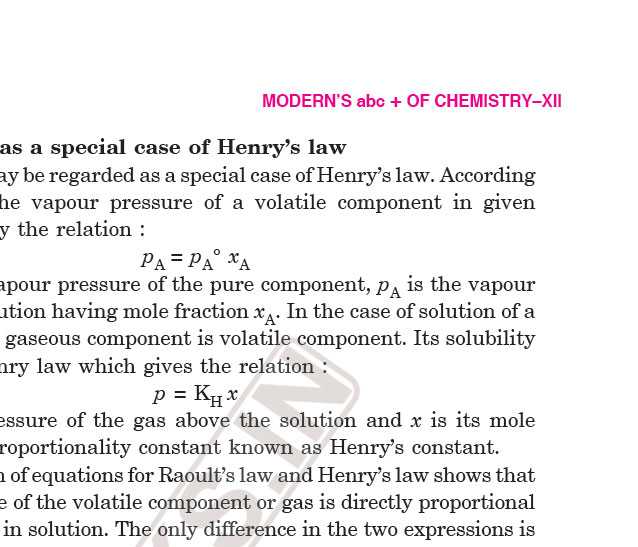 MODERN'S abc + OF CHEMISTRY–XII
as a special case of Henry's law
ay be regarded as a special case of Henry's law. According
he vapour pressure of a volatile component in given
y the relation :
p_A = p_A° x_A
apour pressure of the pure component, p_A is the vapour
ution having mole fraction x_A. In the case of solution of a
gaseous component is volatile component. Its solubility
nry law which gives the relation :
p = K_H x
essure of the gas above the solution and x is its mole
roportionality constant known as Henry's constant.
n of equations for Raoult's law and Henry's law shows that
e of the volatile component or gas is directly proportional
in solution. The only difference in the two expressions is